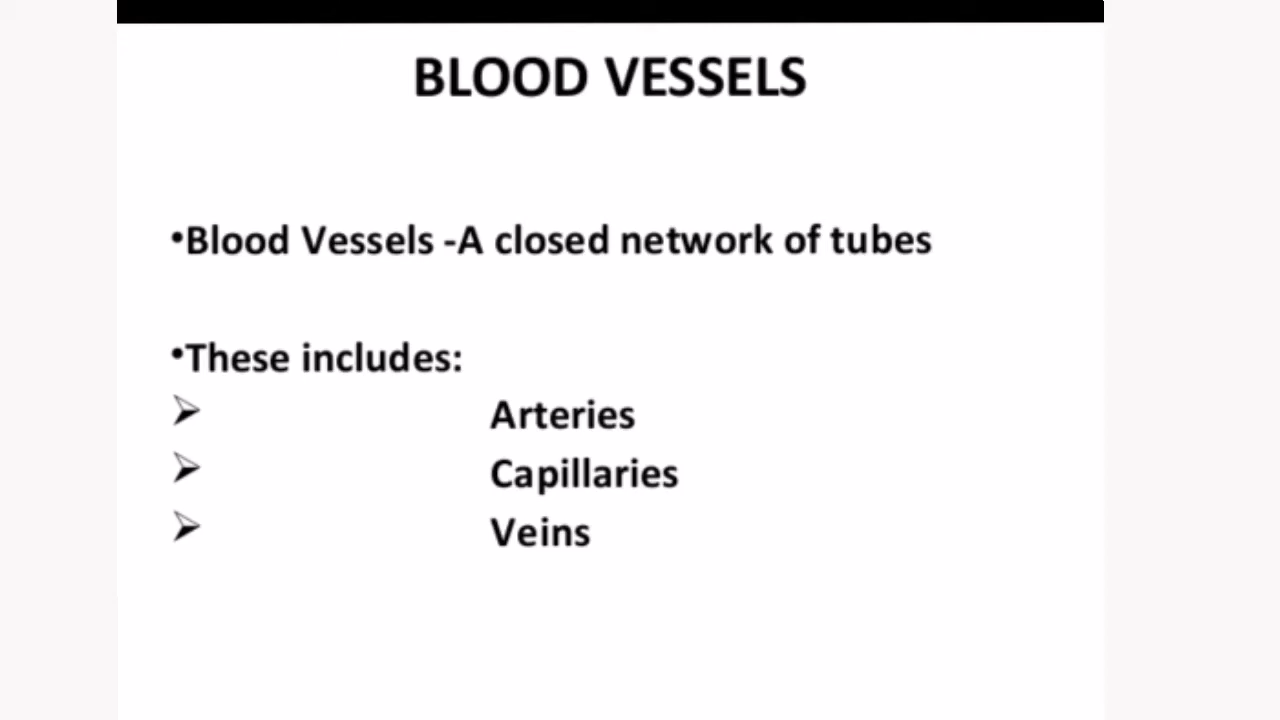 BLOOD VESSELS
•Blood Vessels -A closed network of tubes
•These includes:
➢ Arteries
➢ Capillaries
➢ Veins